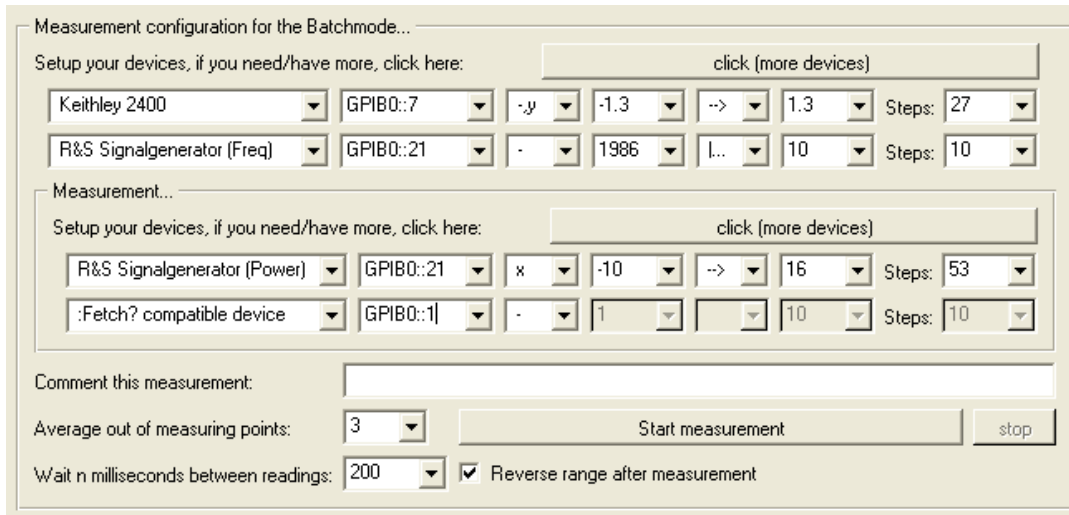 Measurement configuration for the Batchmode...
Setup your devices, if you need/have more, click here: click (more devices)
Keithley 2400 GPIB0::7 -,y -1.3 --> 1.3 Steps: 27
R&S Signalgenerator (Freq) GPIB0::21 - 1986 |... 10 Steps: 10
Measurement...
Setup your devices, if you need/have more, click here: click (more devices)
R&S Signalgenerator (Power) GPIB0::21 x -10 --> 16 Steps: 53
:Fetch? compatible device GPIB0::1 - 1 10 Steps: 10
Comment this measurement:
Average out of measuring points: 3 Start measurement stop
Wait n milliseconds between readings: 200 Reverse range after measurement